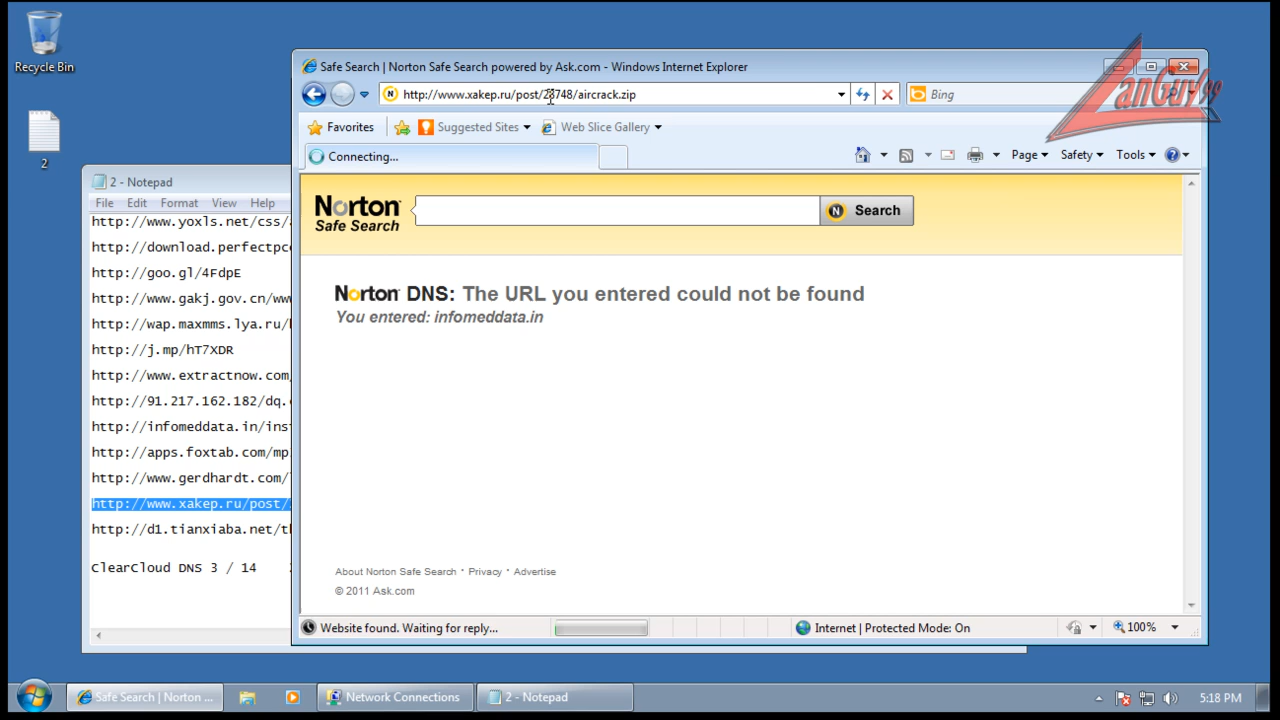 Recycle Bin
2
Safe Search | Norton Safe Search powered by Ask.com - Windows Internet Explorer
http://www.xakep.ru/post/28748/aircrack.zip
Bing
Favorites
Suggested Sites
Web Slice Gallery
Connecting...
Page
Safety
Tools
Norton
Safe Search
Search
Norton DNS: The URL you entered could not be found
You entered: infomeddata.in
About Norton Safe Search • Privacy • Advertise
© 2011 Ask.com
Website found. Waiting for reply...
Internet | Protected Mode: On
100%
2 - Notepad
File Edit Format View Help
http://www.yoxls.net/css/
http://download.perfectpc
http://goo.gl/4FdpE
http://www.gakj.gov.cn/ww
http://wap.maxmms.lya.ru/
http://j.mp/hT7XDR
http://www.extractnow.com
http://91.217.162.182/dq.
http://infomeddata.in/ins
http://apps.foxtab.com/mp
http://www.gerdhardt.com/
http://www.xakep.ru/post/
http://d1.tianxiaba.net/t
ClearCloud DNS 3 / 14
Safe Search | Norton ...
Network Connections
2 - Notepad
5:18 PM